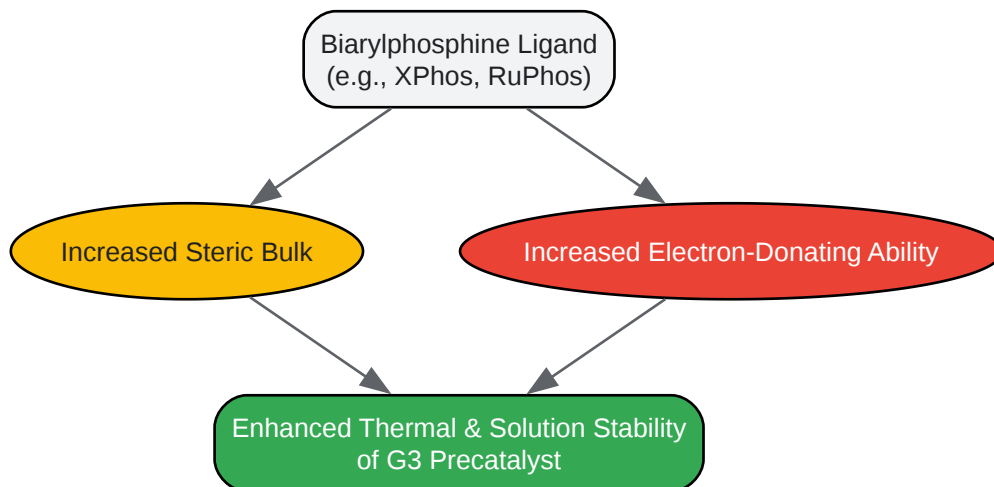 Biarylphosphine Ligand
(e.g., XPhos, RuPhos)
Increased Steric Bulk
Increased Electron-Donating Ability
Enhanced Thermal & Solution Stability
of G3 Precatalyst